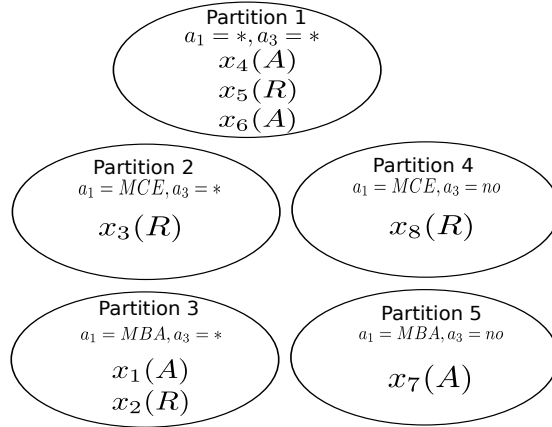 Partition 1
a₁ = *, a₃ = *
x₄(A)
x₅(R)
x₆(A)
Partition 2
a₁ = MCE, a₃ = *
x₃(R)
Partition 4
a₁ = MCE, a₃ = no
x₈(R)
Partition 3
a₁ = MBA, a₃ = *
x₁(A)
x₂(R)
Partition 5
a₁ = MBA, a₃ = no
x₇(A)